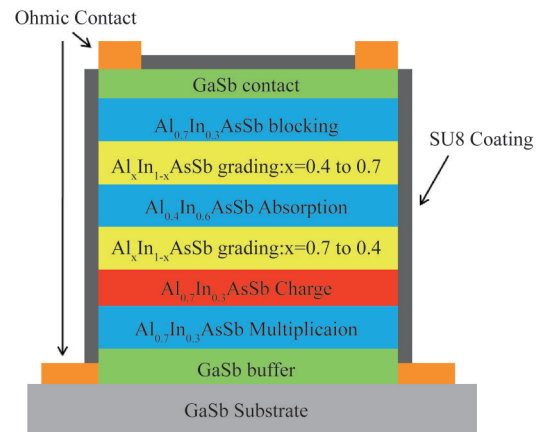 Ohmic Contact
GaSb contact
Al₀.₇In₀.₃AsSb blocking
AlₓIn₁₋ₓAsSb grading:x=0.4 to 0.7
SU8 Coating
Al₀.₄In₀.₆AsSb Absorption
AlₓIn₁₋ₓAsSb grading:x=0.7 to 0.4
Al₀.₇In₀.₃AsSb Charge
Al₀.₇In₀.₃AsSb Multiplicaion
GaSb buffer
GaSb Substrate